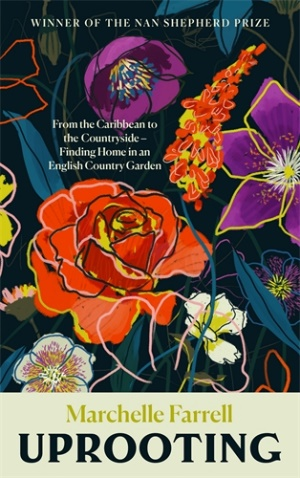 WINNER OF THE NAN SHEPHERD PRIZE
From the Caribbean to
the Countryside –
Finding Home in an
English Country Garden
Marchelle Farrell
UPROOTING